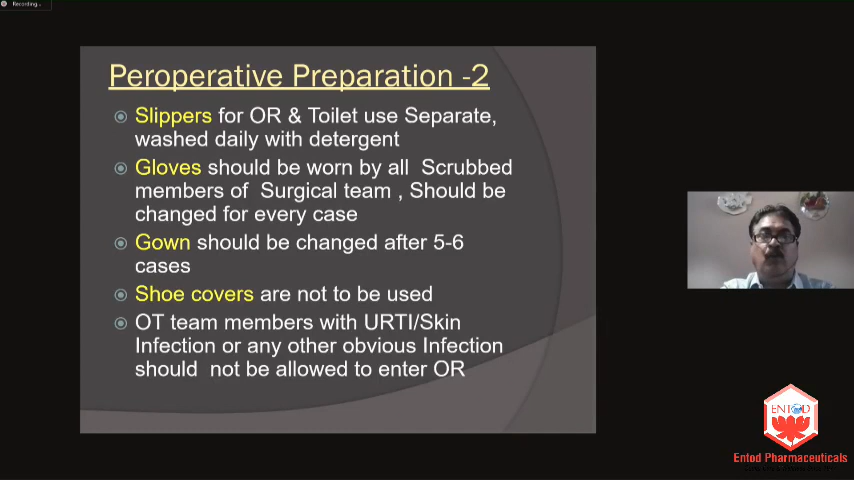 Recording...
Peroperative Preparation -2
Slippers for OR & Toilet use Separate,
washed daily with detergent
Gloves should be worn by all Scrubbed
members of Surgical team , Should be
changed for every case
Gown should be changed after 5-6
cases
Shoe covers are not to be used
OT team members with URTI/Skin
Infection or any other obvious Infection
should not be allowed to enter OR
ENTOD
Entod Pharmaceuticals